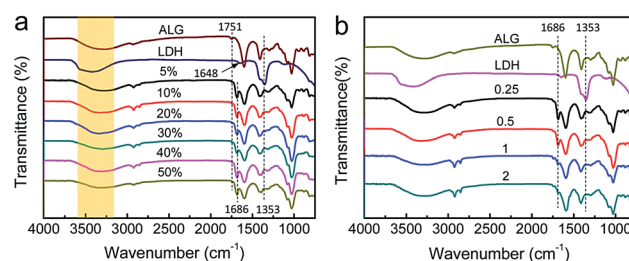 a
Transmittance(%)
1751
ALG
LDH
1648
5%
10%
20%
30%
40%
50%
1686
1353
4000 3500 3000 2500 2000 1500 1000
Wavenumber (cm-1)
b
Transmittance(%)
1686 1353
ALG
LDH
0.25
0.5
1
2
4000 3500 3000 2500 2000 1500 1000
Wavenumber (cm-1)